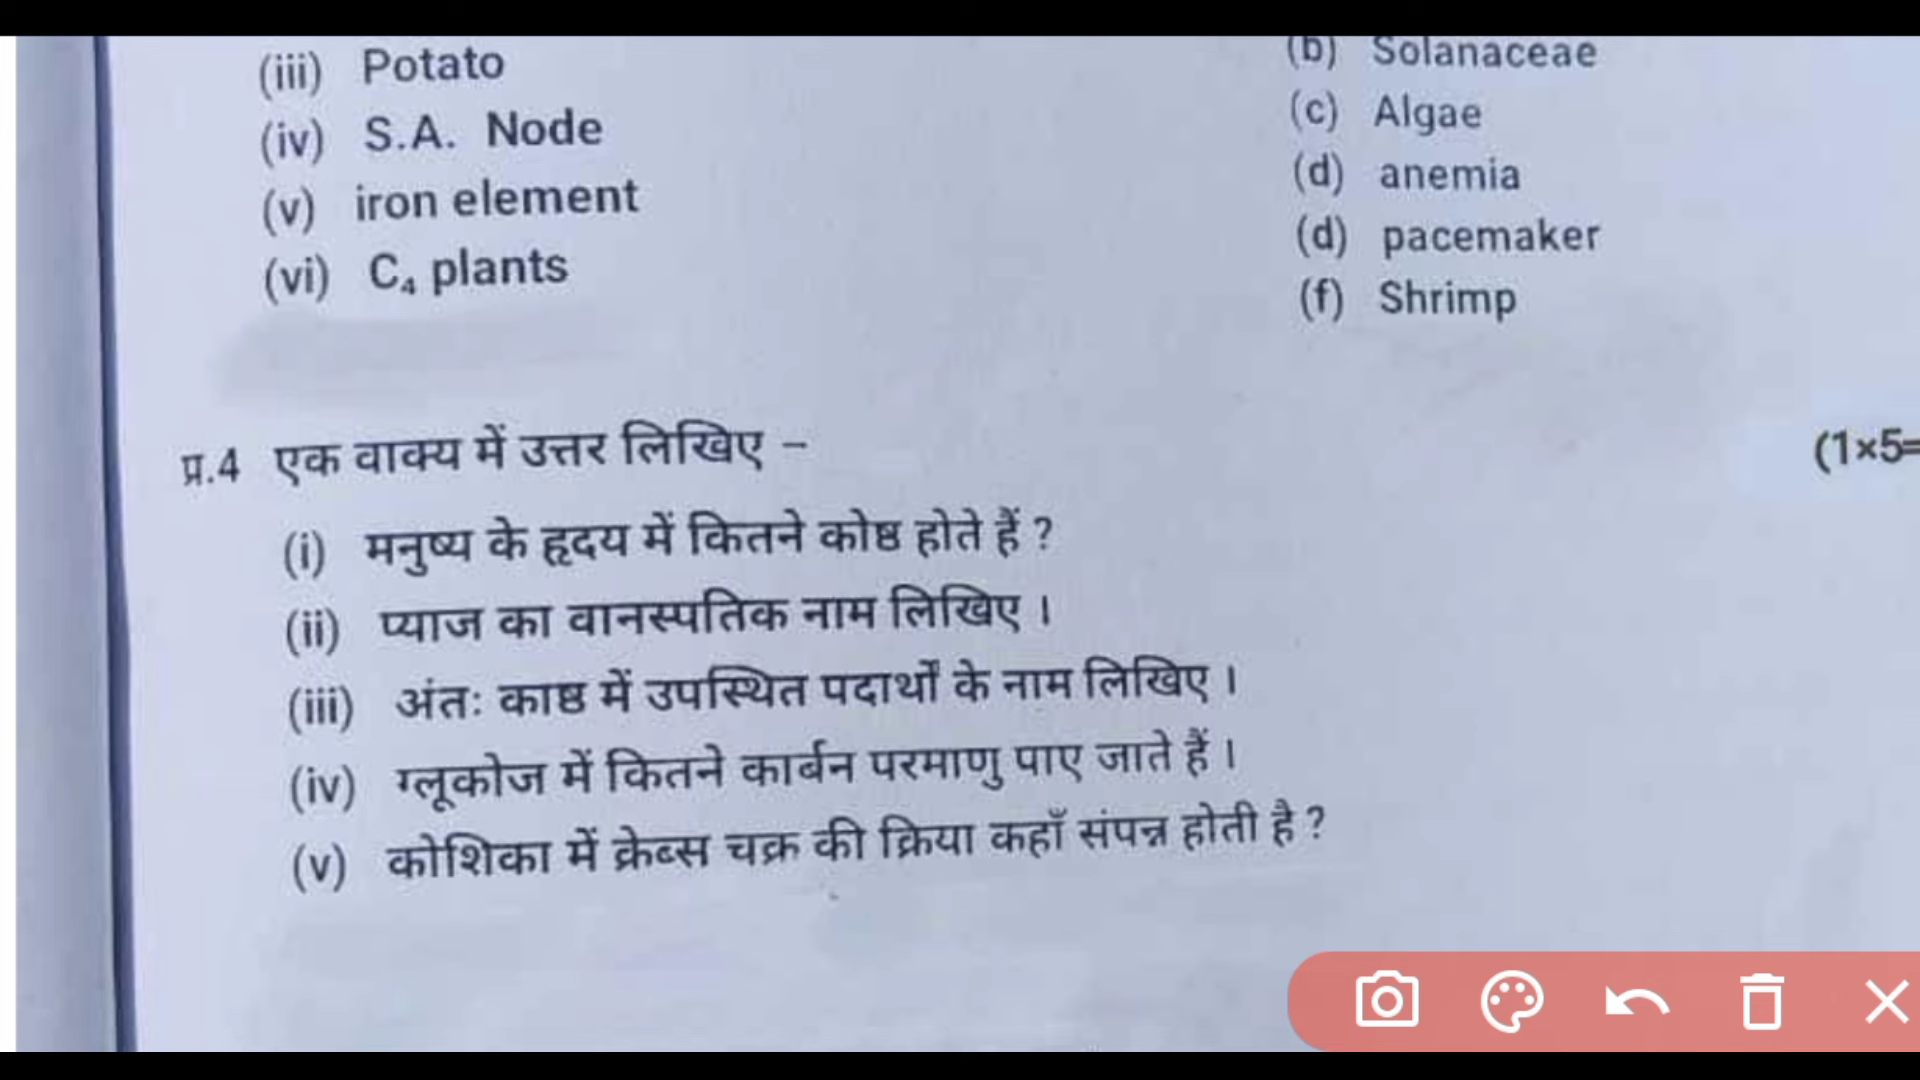 (iii) Potato
(b) Solanaceae
(iv) S.A. Node
(c) Algae
(v) iron element
(d) anemia
(vi) C₄ plants
(d) pacemaker
(f) Shrimp
प्र.4 एक वाक्य में उत्तर लिखिए – (1×5=
(i) मनुष्य के हृदय में कितने कोष्ठ होते हैं ?
(ii) प्याज का वानस्पतिक नाम लिखिए ।
(iii) अंतः काष्ठ में उपस्थित पदार्थों के नाम लिखिए ।
(iv) ग्लूकोज में कितने कार्बन परमाणु पाए जाते हैं ।
(v) कोशिका में क्रेब्स चक्र की क्रिया कहाँ संपन्न होती है ?